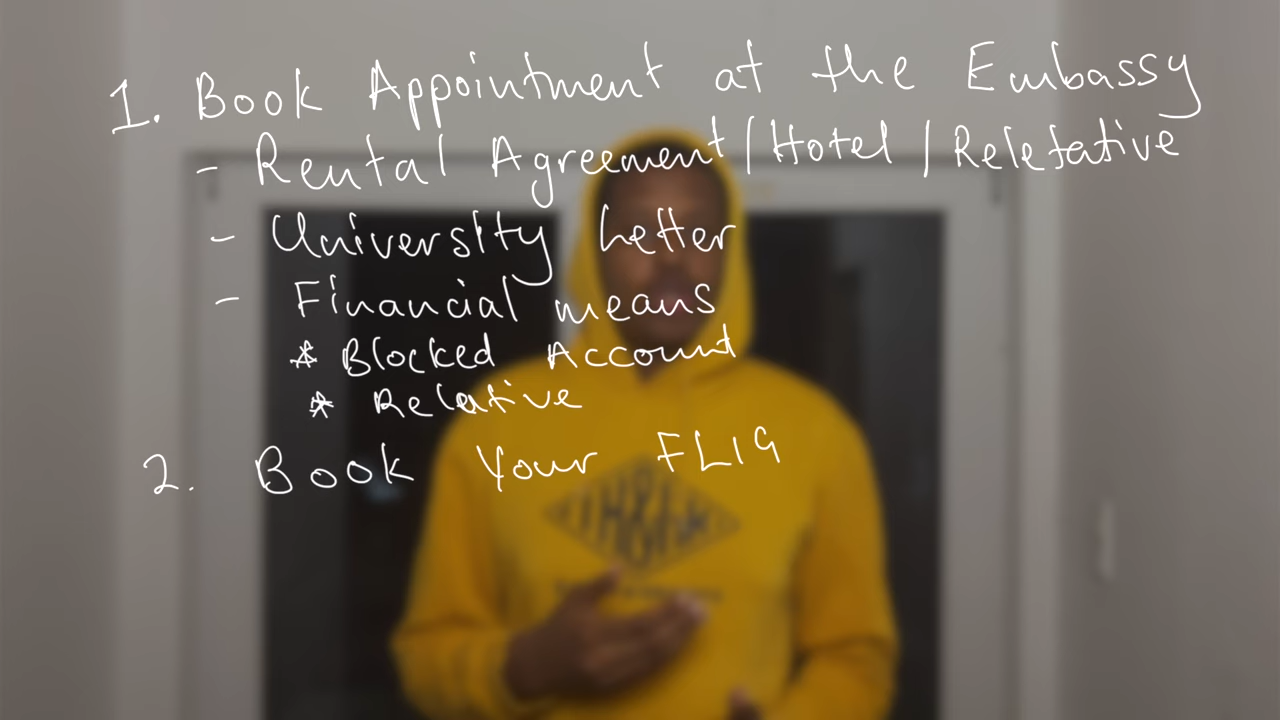 1. Book Appointment at the Embassy
- Rental Agreement/Hotel/Reletative
- University Letter
- Financial means
* Blocked Account
* Relative
2. Book Your FLIG